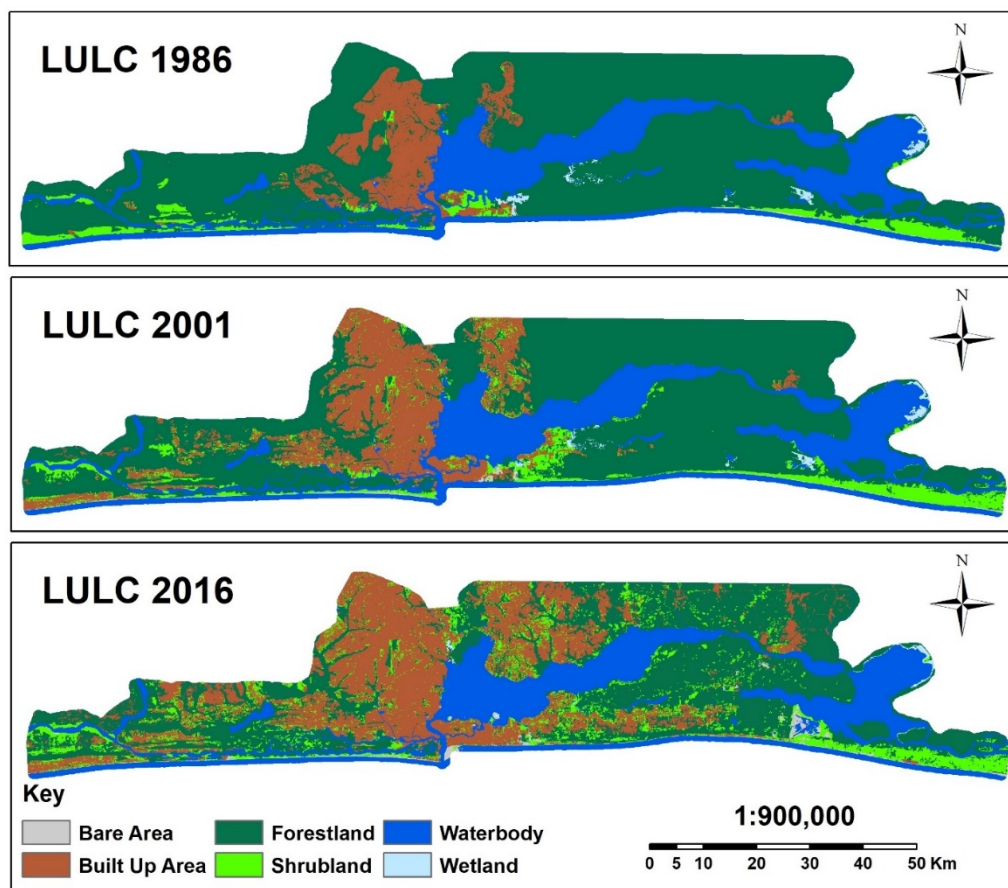 LULC 1986
N
LULC 2001
N
LULC 2016
N
Key
Bare Area
Forestland
Waterbody
Built Up Area
Shrubland
Wetland
1:900,000
0 5 10 20 30 40 50 Km